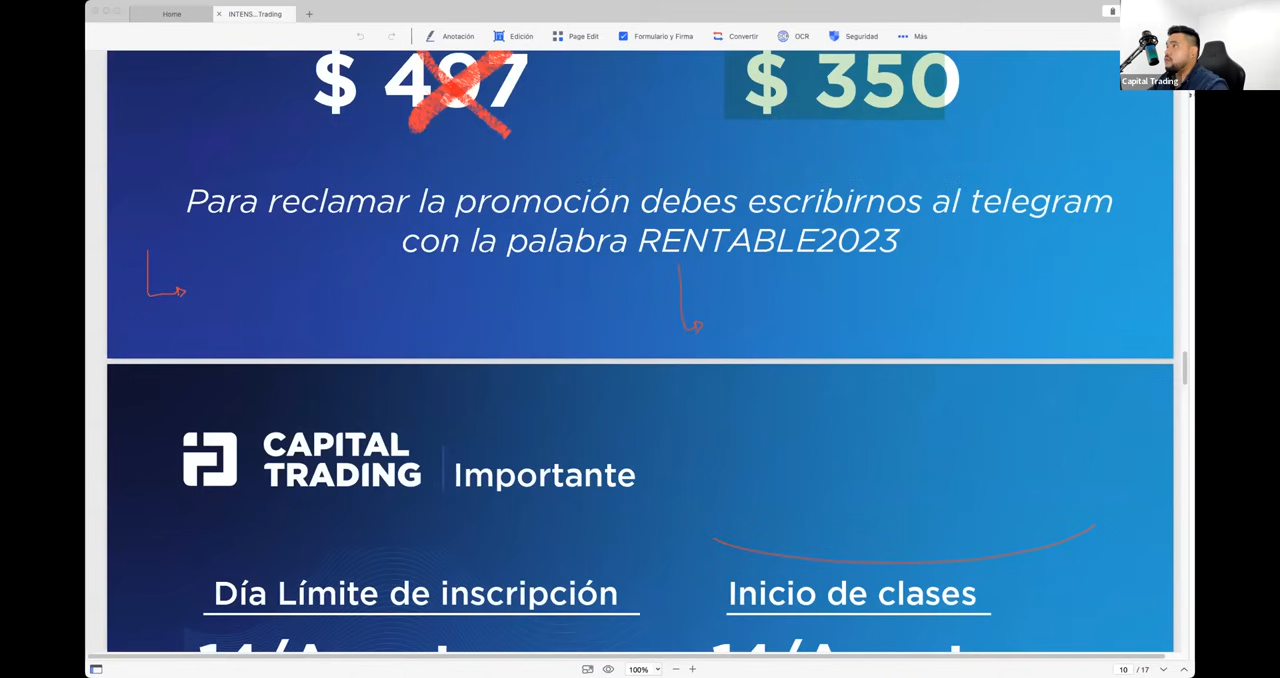 Home
INTENS...Trading
Anotación
Edición
Page Edit
Formulario y Firma
Convertir
OCR
Seguridad
Más
Capital Trading
$ 497
$ 350
Para reclamar la promoción debes escribirnos al telegram
con la palabra RENTABLE2023
CAPITAL
TRADING
Importante
Día Límite de inscripción
Inicio de clases
100%
10 / 17